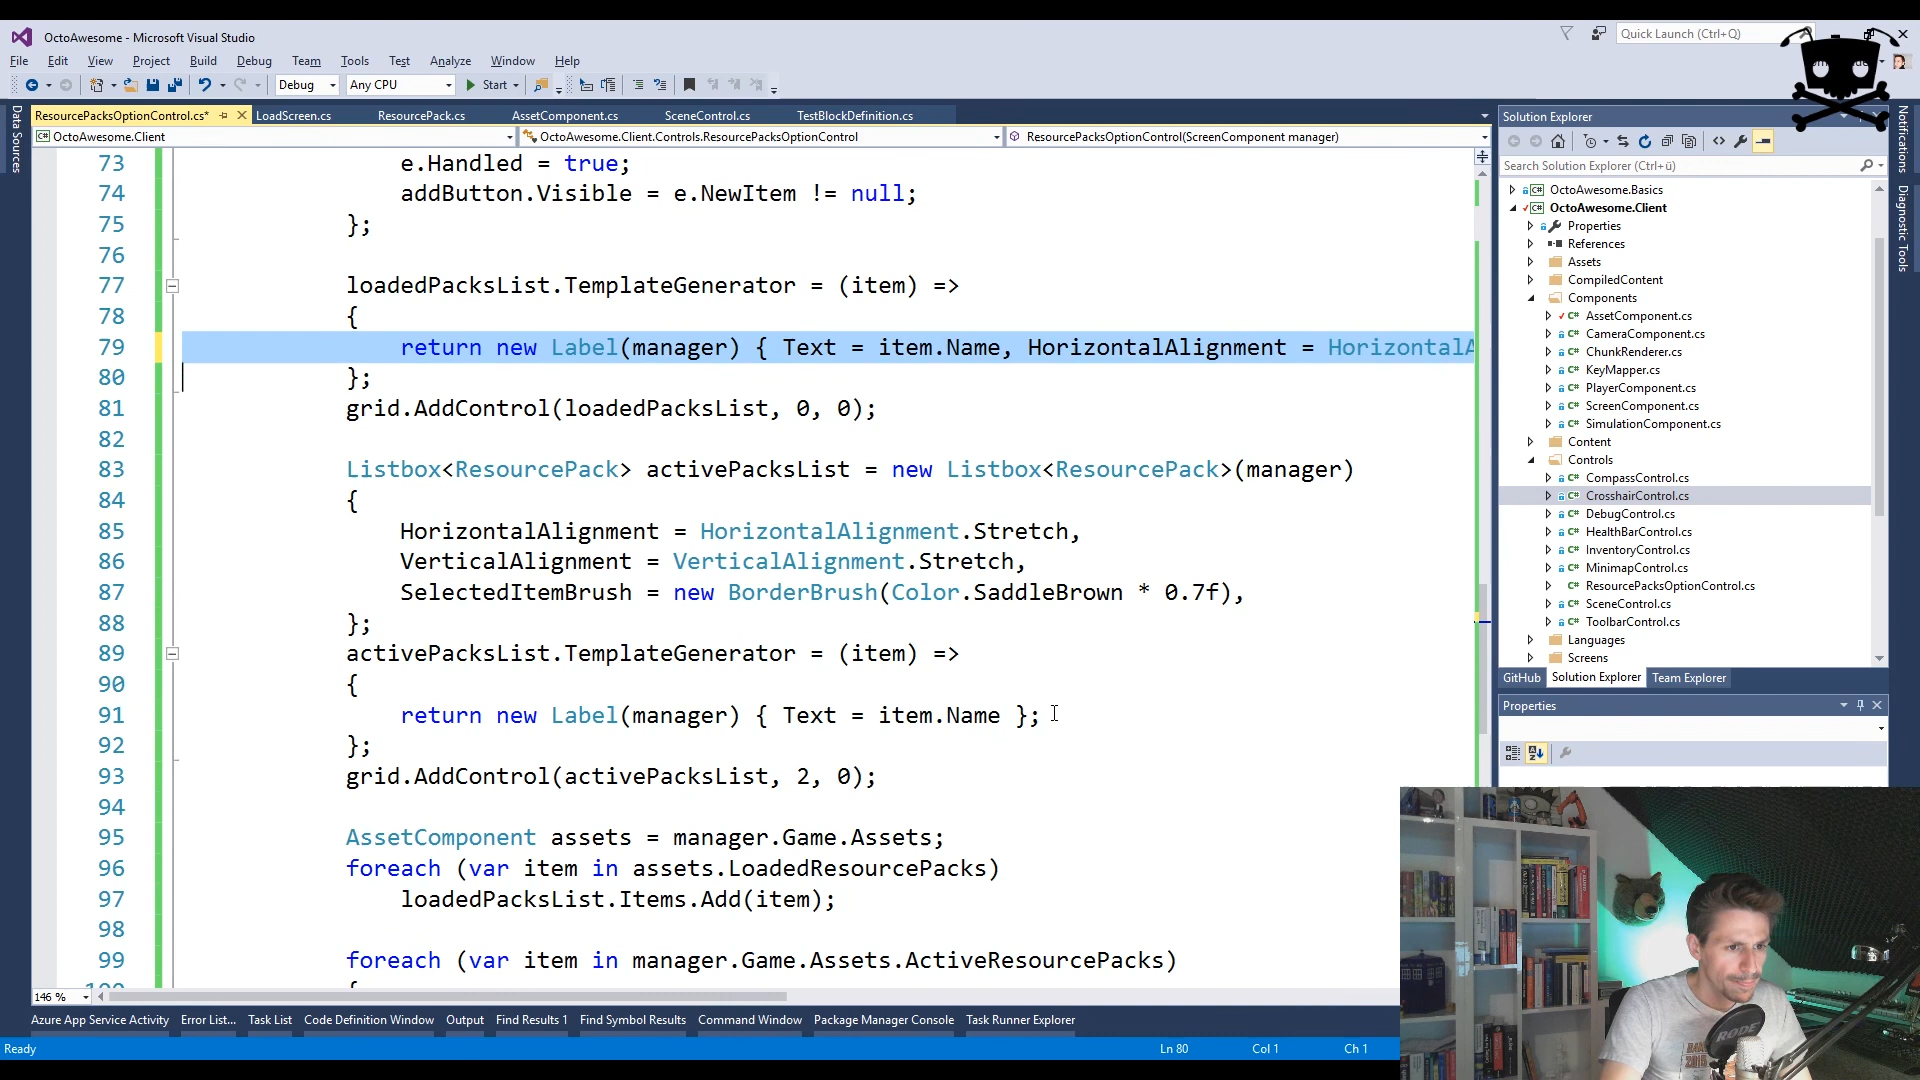 OctoAwesome - Microsoft Visual Studio
Quick Launch (Ctrl+Q)
File Edit View Project Build Debug Team Tools Test Analyze Window Help
Debug Any CPU Start
ResourcePacksOptionControl.cs* LoadScreen.cs ResourcePack.cs AssetComponent.cs SceneControl.cs TestBlockDefinition.cs
OctoAwesome.Client OctoAwesome.Client.Controls.ResourcePacksOptionControl ResourcePacksOptionControl(ScreenComponent manager)
Data Sources
73 e.Handled = true;
74 addButton.Visible = e.NewItem != null;
75 };
76
77 loadedPacksList.TemplateGenerator = (item) =>
78 {
79 return new Label(manager) { Text = item.Name, HorizontalAlignment = HorizontalA
80 };
81 grid.AddControl(loadedPacksList, 0, 0);
82
83 Listbox<ResourcePack> activePacksList = new Listbox<ResourcePack>(manager)
84 {
85 HorizontalAlignment = HorizontalAlignment.Stretch,
86 VerticalAlignment = VerticalAlignment.Stretch,
87 SelectedItemBrush = new BorderBrush(Color.SaddleBrown * 0.7f),
88 };
89 activePacksList.TemplateGenerator = (item) =>
90 {
91 return new Label(manager) { Text = item.Name };
92 };
93 grid.AddControl(activePacksList, 2, 0);
94
95 AssetComponent assets = manager.Game.Assets;
96 foreach (var item in assets.LoadedResourcePacks)
97 loadedPacksList.Items.Add(item);
98
99 foreach (var item in manager.Game.Assets.ActiveResourcePacks)
146 %
Solution Explorer
Search Solution Explorer (Ctrl+ü)
OctoAwesome.Basics
OctoAwesome.Client
Properties
References
Assets
CompiledContent
Components
AssetComponent.cs
CameraComponent.cs
ChunkRenderer.cs
KeyMapper.cs
PlayerComponent.cs
ScreenComponent.cs
SimulationComponent.cs
Content
Controls
CompassControl.cs
CrosshairControl.cs
DebugControl.cs
HealthBarControl.cs
InventoryControl.cs
MinimapControl.cs
ResourcePacksOptionControl.cs
SceneControl.cs
ToolbarControl.cs
Languages
Screens
GitHub Solution Explorer Team Explorer
Properties
Notifications
Diagnostic Tools
Azure App Service Activity Error List... Task List Code Definition Window Output Find Results 1 Find Symbol Results Command Window Package Manager Console Task Runner Explorer
Ready Ln 80 Col 1 Ch 1
RODE